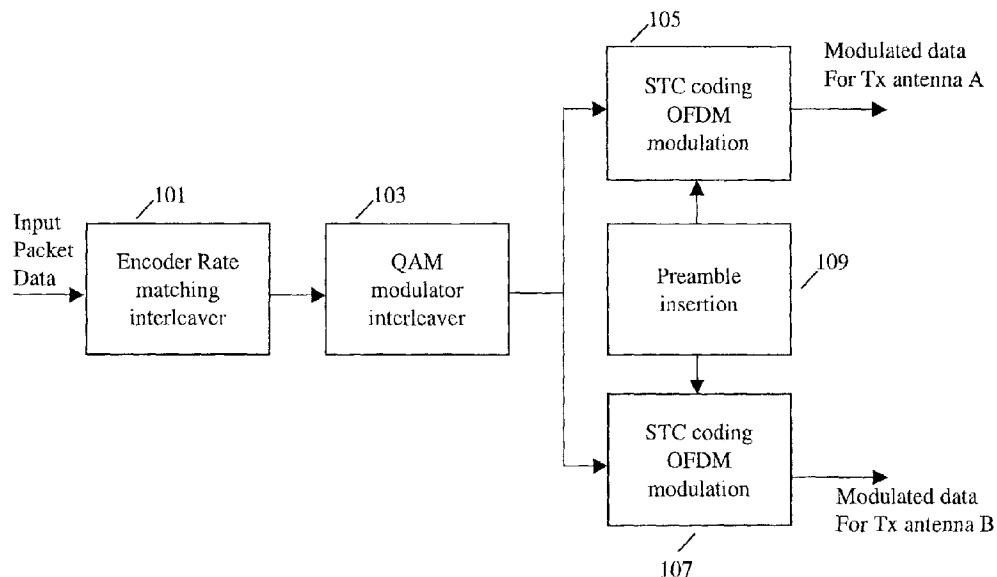 105
Modulated data
For Tx antenna A
STC coding
OFDM
modulation
101
103
Input
Packet
Data
Encoder Rate
matching
interleaver
QAM
modulator
interleaver
Preamble
insertion
109
STC coding
OFDM
modulation
Modulated data
For Tx antenna B
107